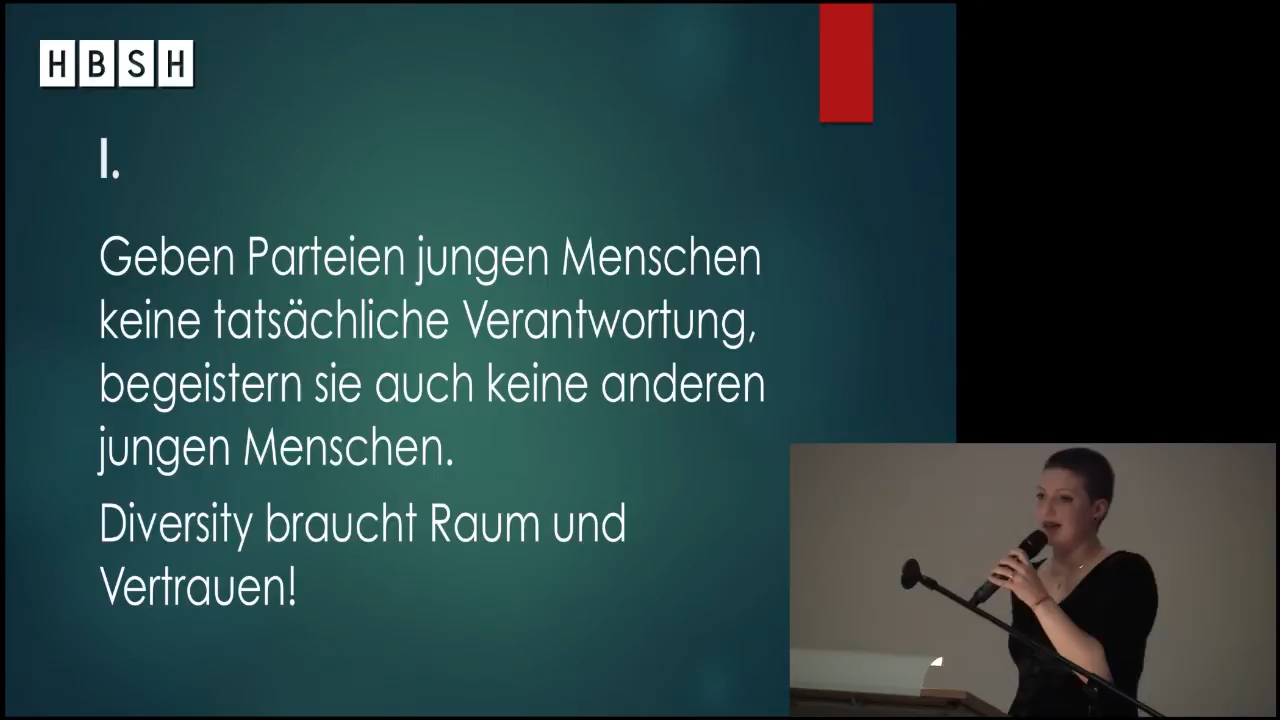 HBSH
I.
Geben Parteien jungen Menschen
keine tatsächliche Verantwortung,
begeistern sie auch keine anderen
jungen Menschen.
Diversity braucht Raum und
Vertrauen!